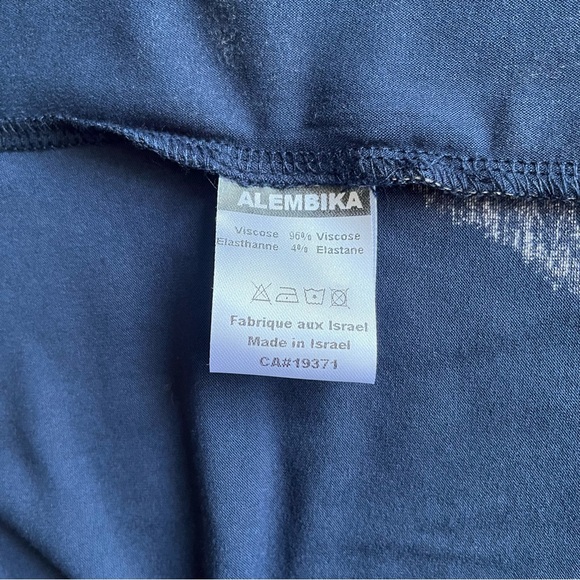 ALEMBIKA
Viscose 96% Viscose
Elasthanne 4% Elastane
Fabrique aux Israel
Made in Israel
CA#19371